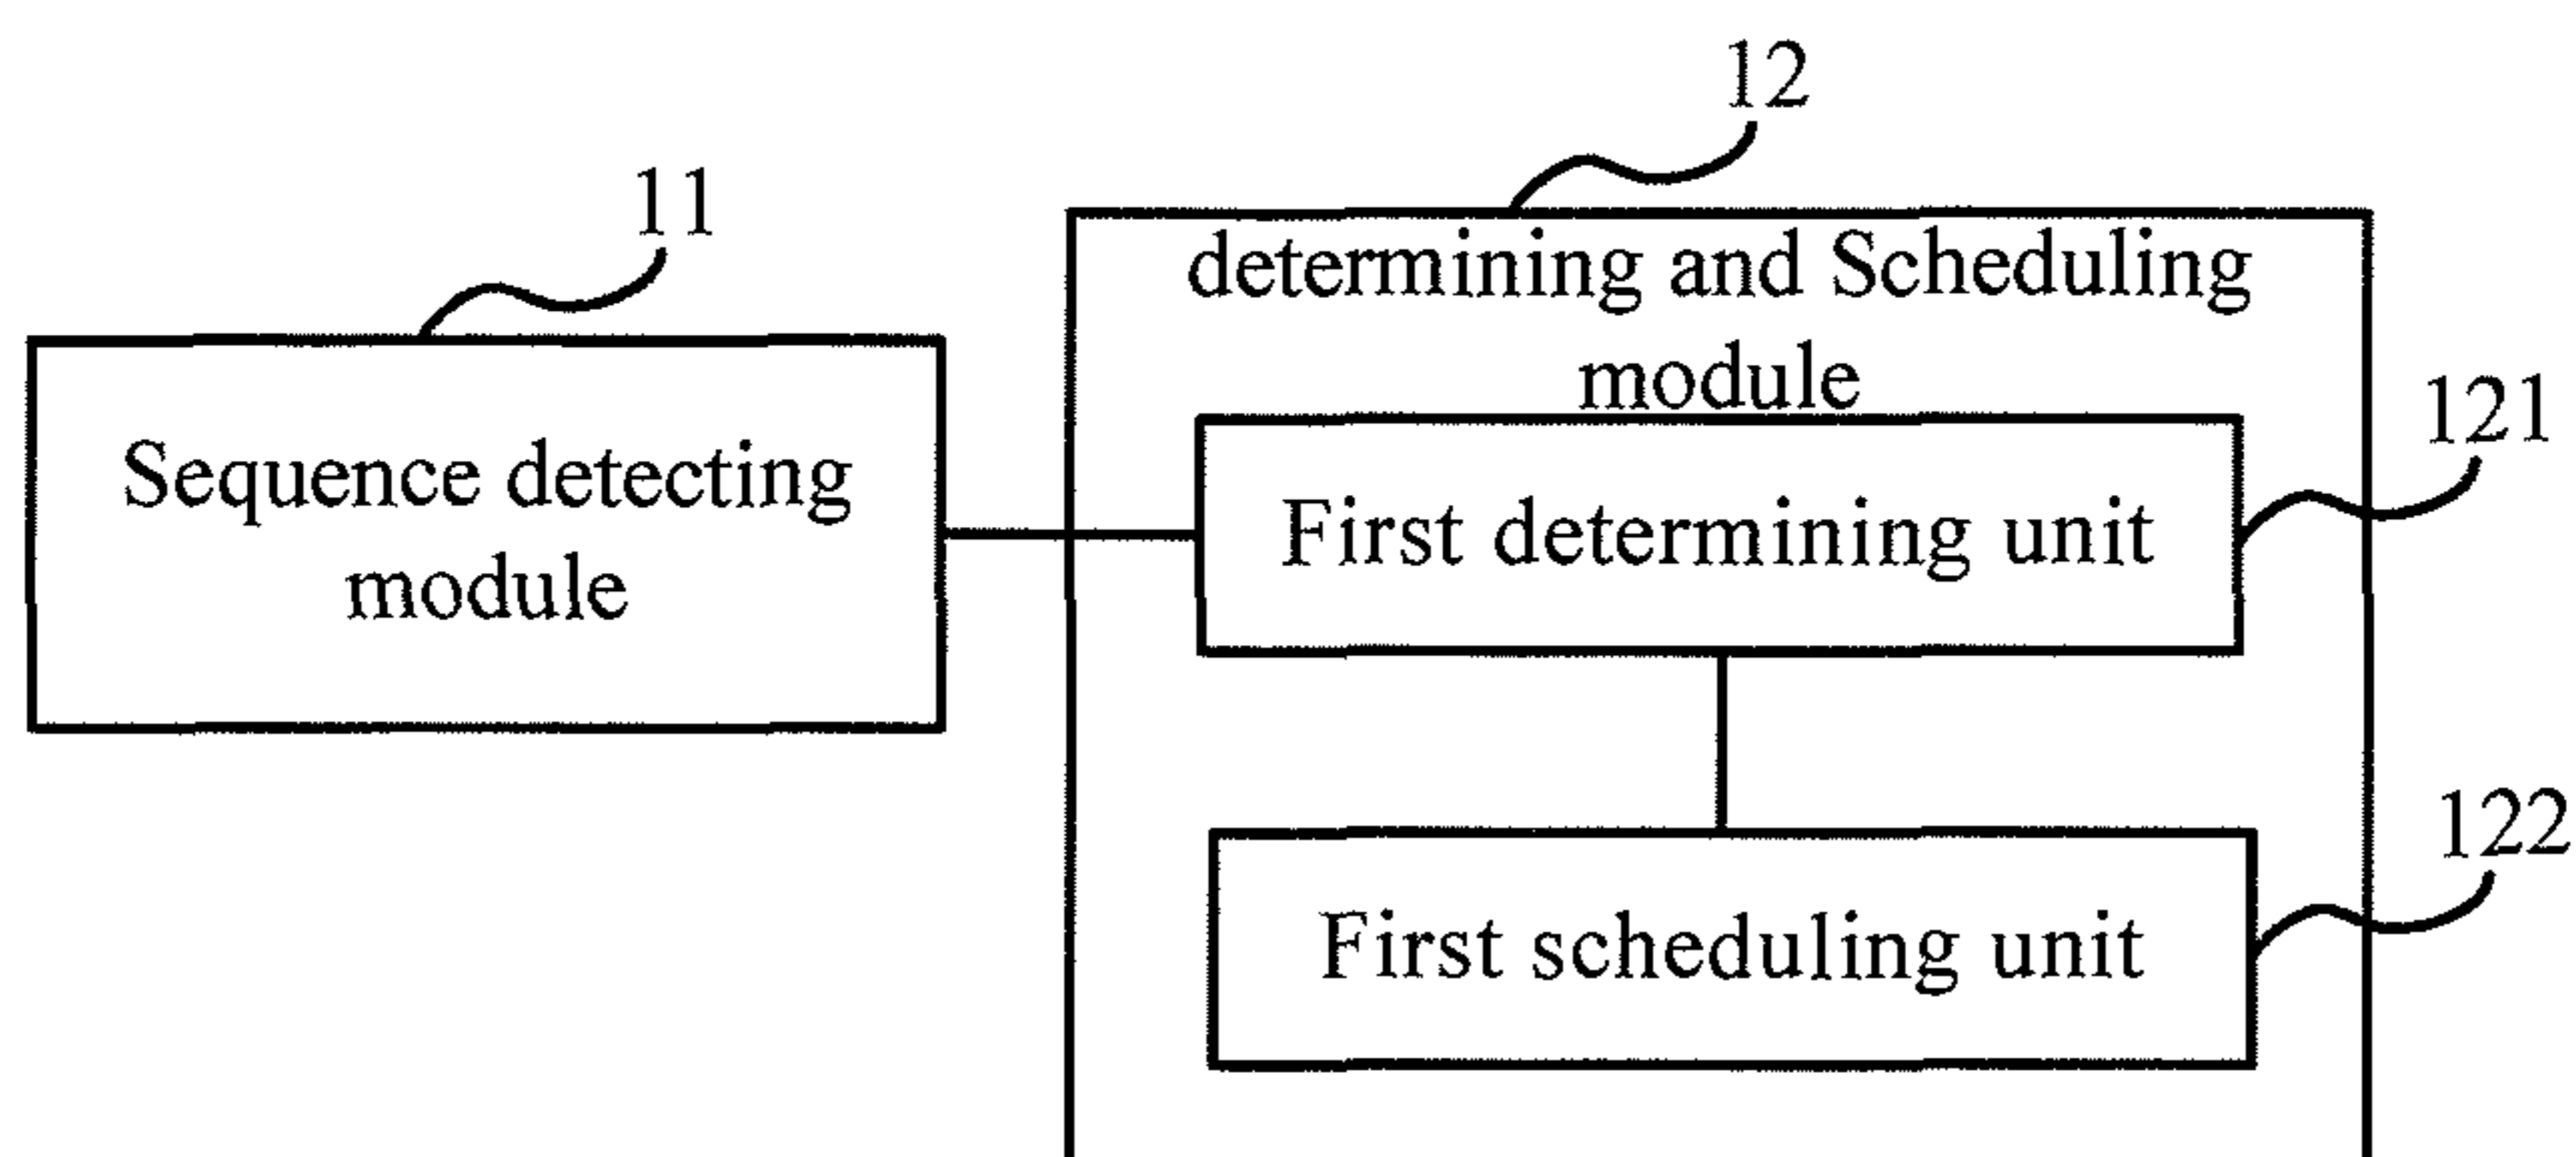 12
11
determining and Scheduling
module
121
Sequence detecting
module
First determining unit
122
First scheduling unit